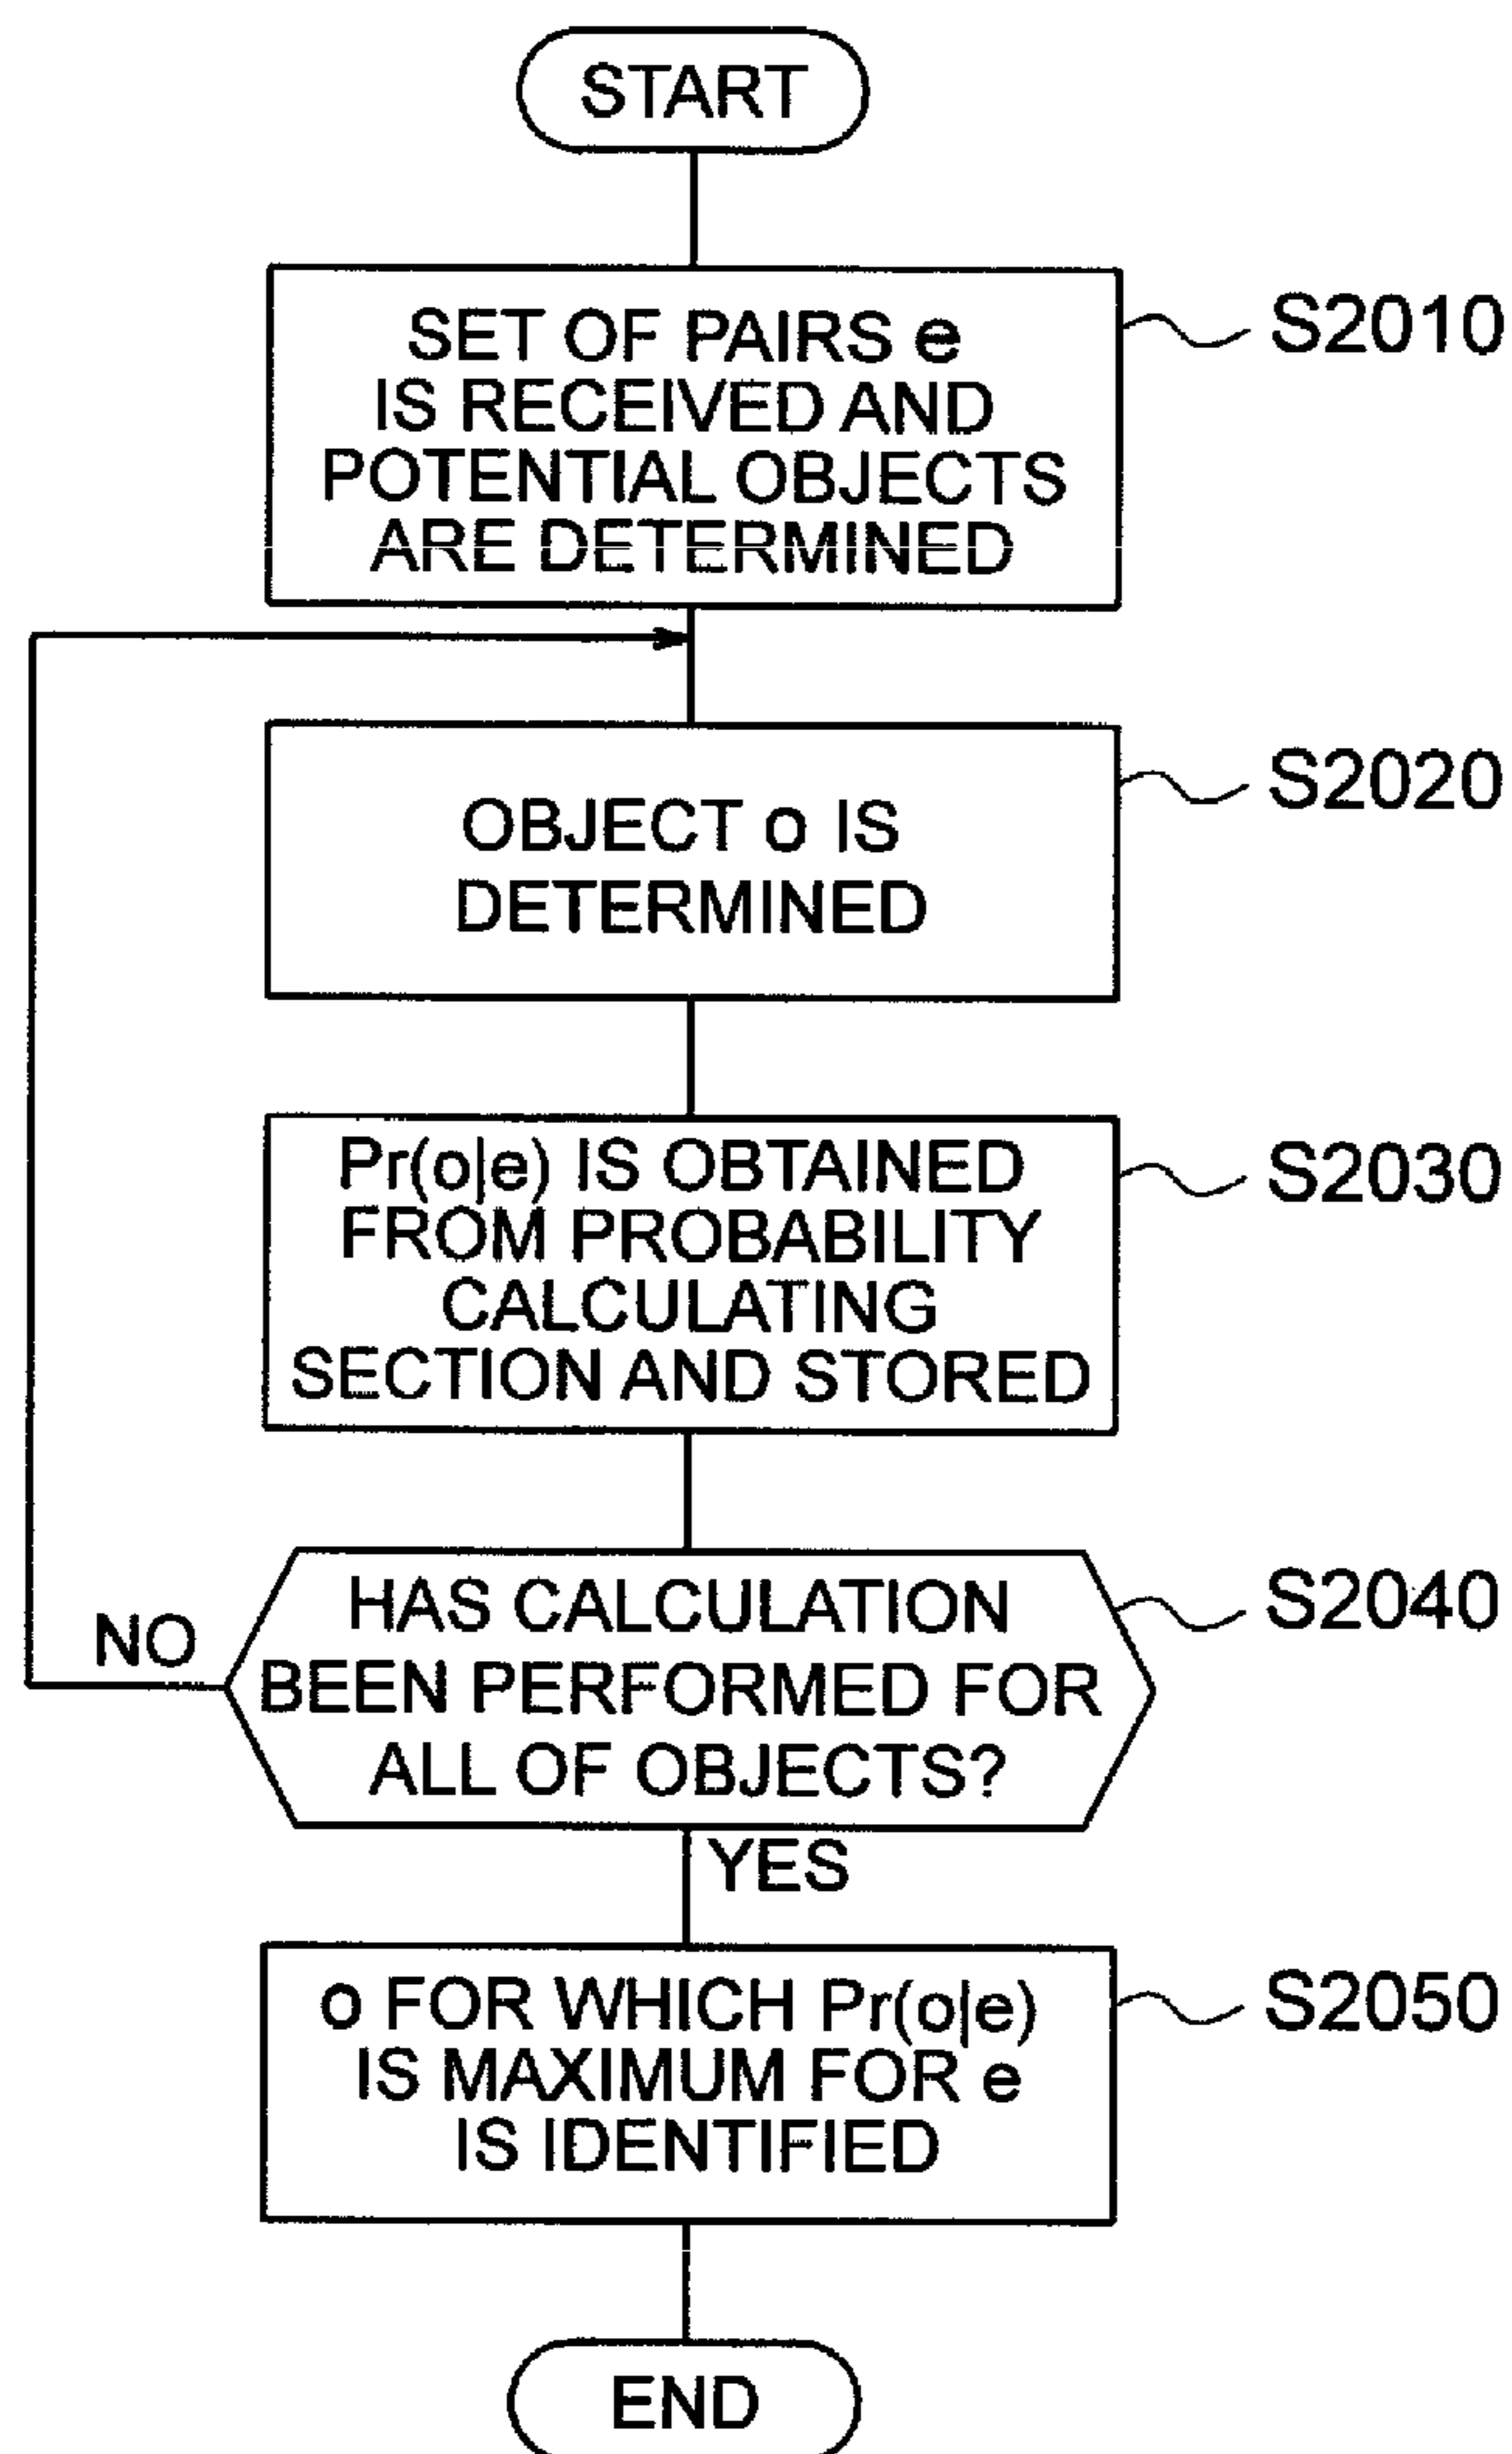 START
SET OF PAIRS e
IS RECEIVED AND
POTENTIAL OBJECTS
ARE DETERMINED
S2010
OBJECT o IS
DETERMINED
S2020
Pr(o|e) IS OBTAINED
FROM PROBABILITY
CALCULATING
SECTION AND STORED
S2030
HAS CALCULATION
BEEN PERFORMED FOR
ALL OF OBJECTS?
S2040
NO
YES
o FOR WHICH Pr(o|e)
IS MAXIMUM FOR e
IS IDENTIFIED
S2050
END